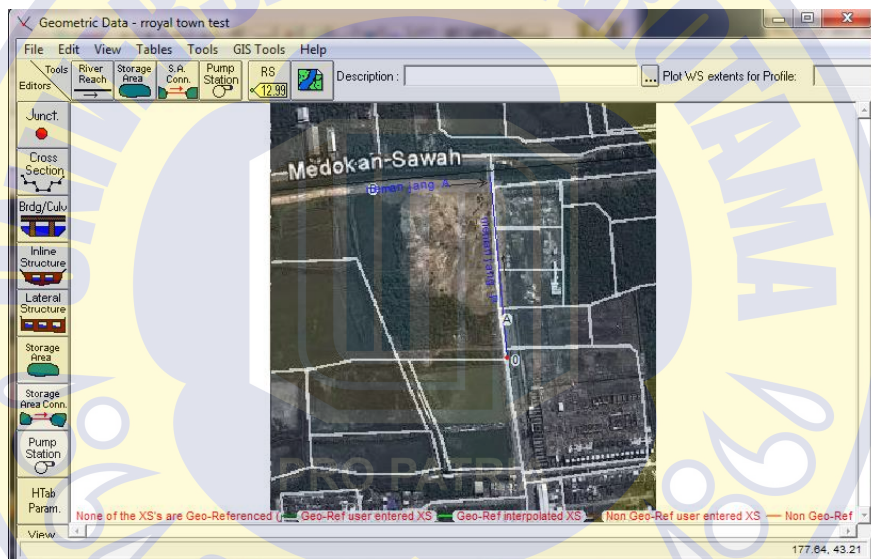 Geometric Data - rroyal town test
File Edit View Tables Tools GIS Tools Help
Tools
Editors
River
Reach
Storage
Area
S.A.
Conn.
Pump
Station
RS
12.99
Description :
...
Plot WS extents for Profile:
Junct.
Cross
Section
Brdg/Culv
Inline
Structure
Lateral
Structure
Storage
Area
Storage
Area Conn.
Pump
Station
HTab
Param.
View
Medokan-Sawah
A
0
PRO PATRIA
None of the XS's are Geo-Referenced ( Geo-Ref user entered XS Geo-Ref interpolated XS Non Geo-Ref user entered XS Non Geo-Ref
177.64, 43.21